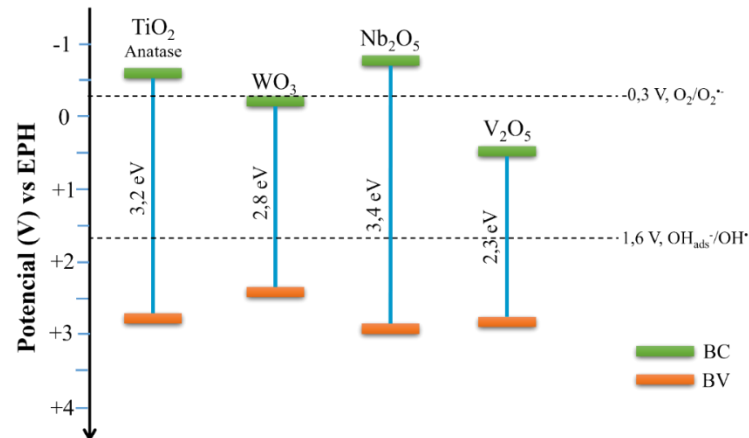 TiO₂
Anatase
WO₃
Nb₂O₅
V₂O₅
-1
0
+1
+2
+3
+4
Potencial (V) vs EPH
3,2 eV
2,8 eV
3,4 eV
2,3 eV
-0,3 V, O₂/O₂•⁻
1,6 V, OHads⁻/OH•
BC
BV